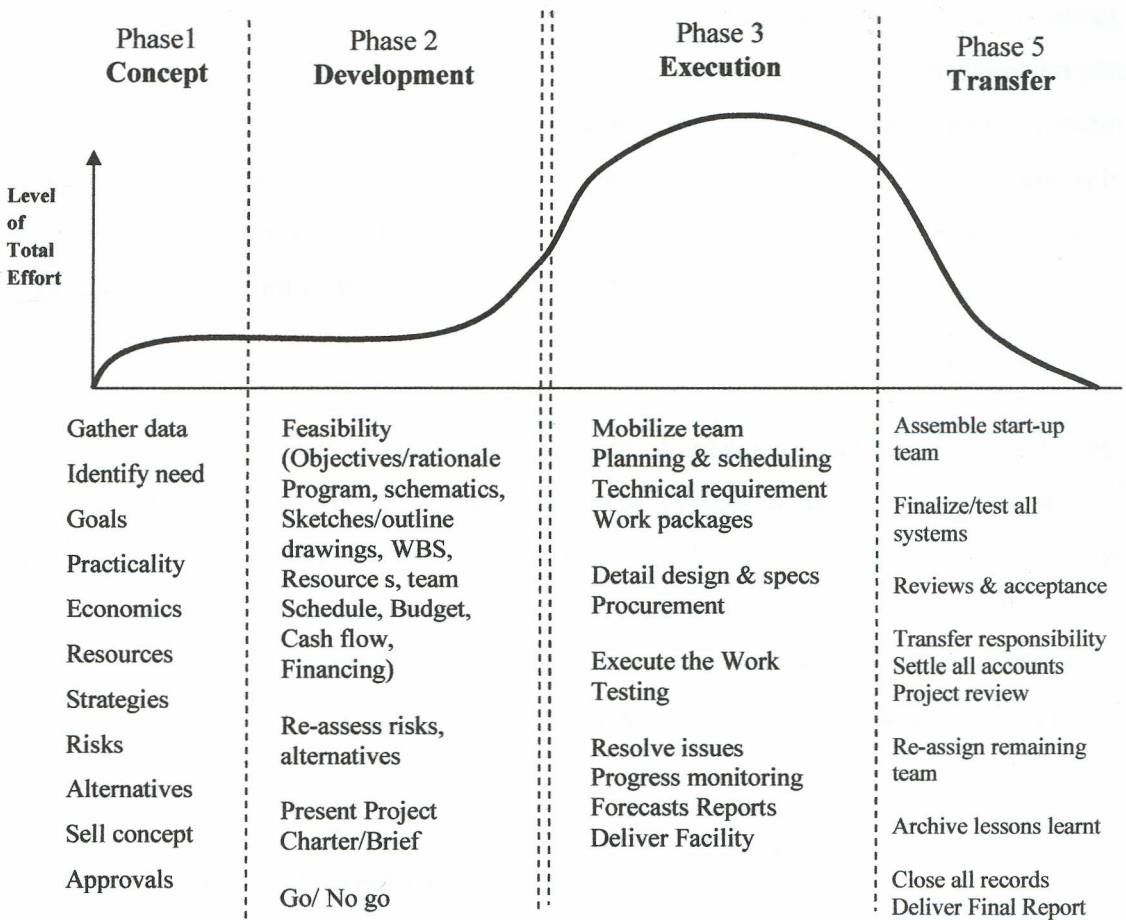 Phase1
Concept
Phase 2
Development
Phase 3
Execution
Phase 5
Transfer
Level
of
Total
Effort
Gather data
Identify need
Goals
Practicality
Economics
Resources
Strategies
Risks
Alternatives
Sell concept
Approvals
Feasibility
(Objectives/rationale
Program, schematics,
Sketches/outline
drawings, WBS,
Resource s, team
Schedule, Budget,
Cash flow,
Financing)
Re-assess risks,
alternatives
Present Project
Charter/Brief
Go/ No go
Mobilize team
Planning & scheduling
Technical requirement
Work packages
Detail design & specs
Procurement
Execute the Work
Testing
Resolve issues
Progress monitoring
Forecasts Reports
Deliver Facility
Assemble start-up
team
Finalize/test all
systems
Reviews & acceptance
Transfer responsibility
Settle all accounts
Project review
Re-assign remaining
team
Archive lessons learnt
Close all records
Deliver Final Report